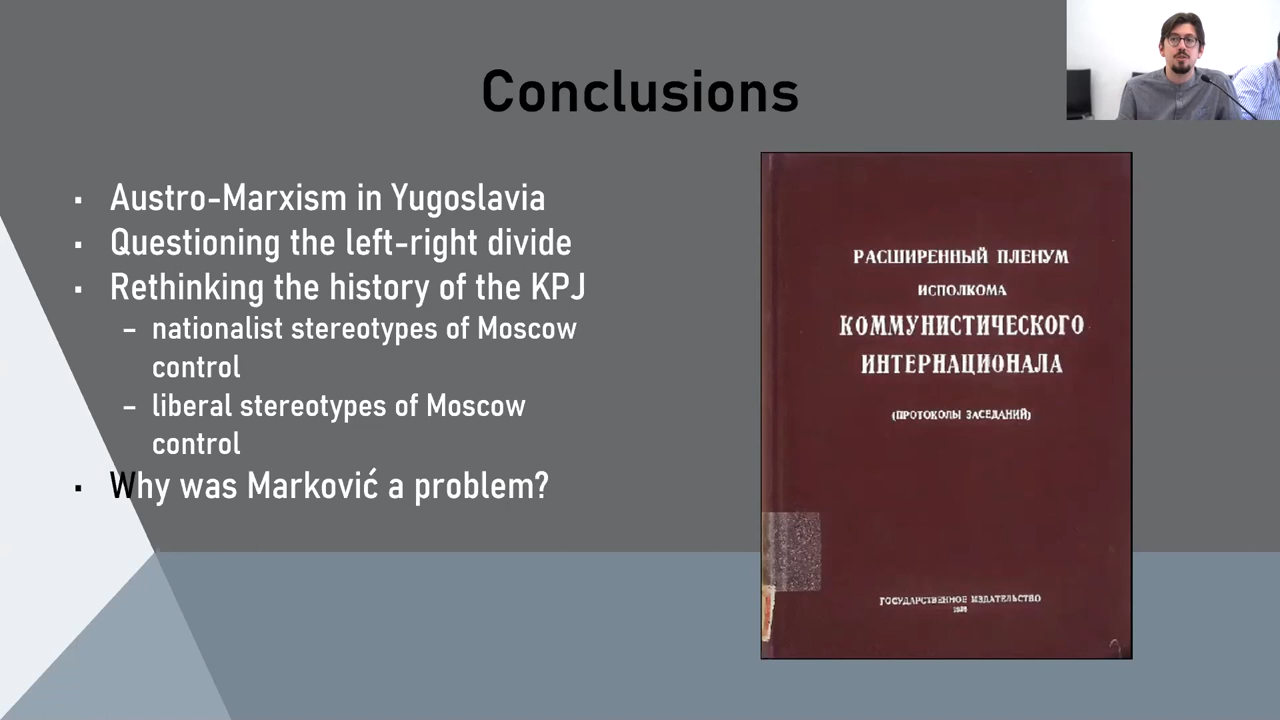 Conclusions
▪ Austro-Marxism in Yugoslavia
▪ Questioning the left-right divide
▪ Rethinking the history of the KPJ
– nationalist stereotypes of Moscow
control
– liberal stereotypes of Moscow
control
▪ Why was Marković a problem?
РАСШИРЕННЫЙ ПЛЕНУМ
ИСПОЛКОМА
КОММУНИСТИЧЕСКОГО
ИНТЕРНАЦИОНАЛА
(ПРОТОКОЛЫ ЗАСЕДАНИЙ)
ГОСУДАРСТВЕННОЕ ИЗДАТЕЛЬСТВО